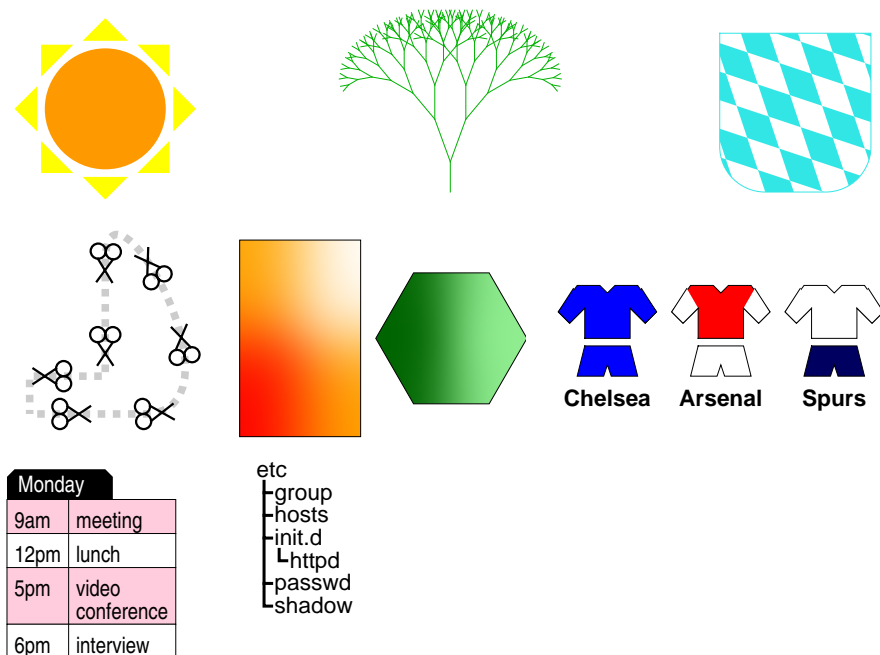 Chelsea Arsenal Spurs
Monday
9am meeting
12pm lunch
5pm video
conference
6pm interview
etc
group
hosts
init.d
httpd
passwd
shadow